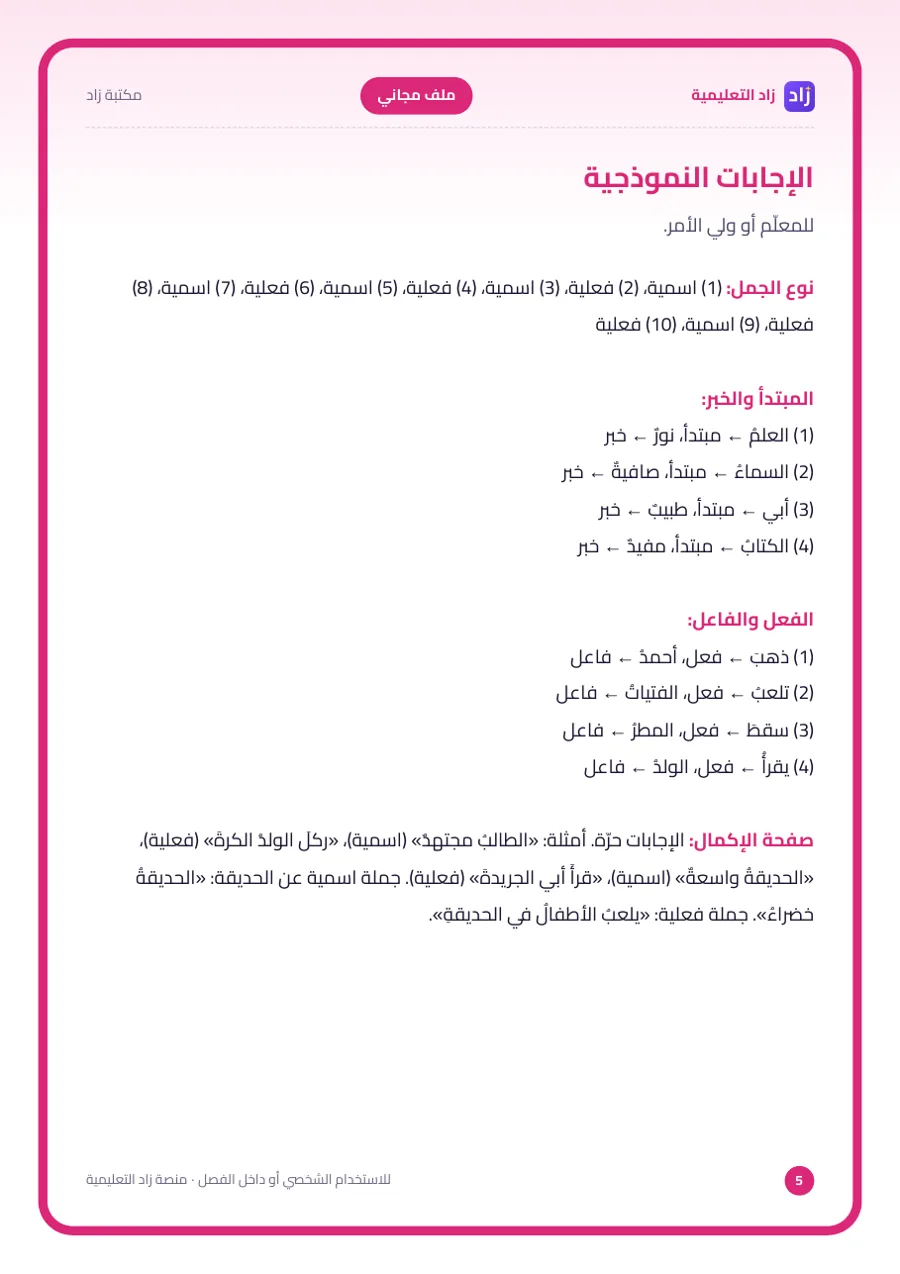 زاد
زاد التعليمية
ملف مجاني
مكتبة زاد
الإجابات النموذجية
للمعلّم أو ولي الأمر.
نوع الجمل: (1) اسمية، (2) فعلية، (3) اسمية، (4) فعلية، (5) اسمية، (6) فعلية، (7) اسمية، (8)
فعلية، (9) اسمية، (10) فعلية
المبتدأ والخبر:
(1) العلمُ ← مبتدأ، نورٌ ← خبر
(2) السماءُ ← مبتدأ، صافيةٌ ← خبر
(3) أبي ← مبتدأ، طبيبٌ ← خبر
(4) الكتابُ ← مبتدأ، مفيدٌ ← خبر
الفعل والفاعل:
(1) ذهبَ ← فعل، أحمدُ ← فاعل
(2) تلعبُ ← فعل، الفتياتُ ← فاعل
(3) سقطَ ← فعل، المطرُ ← فاعل
(4) يقرأُ ← فعل، الولدُ ← فاعل
صفحة الإكمال: الإجابات حرّة. أمثلة: «الطالبُ مجتهدٌ» (اسمية)، «ركلَ الولدُ الكرةَ» (فعلية)،
«الحديقةُ واسعةٌ» (اسمية)، «قرأَ أبي الجريدةَ» (فعلية). جملة اسمية عن الحديقة: «الحديقةُ
خضراءُ». جملة فعلية: «يلعبُ الأطفالُ في الحديقةِ».
5
للاستخدام الشخصي أو داخل الفصل · منصة زاد التعليمية